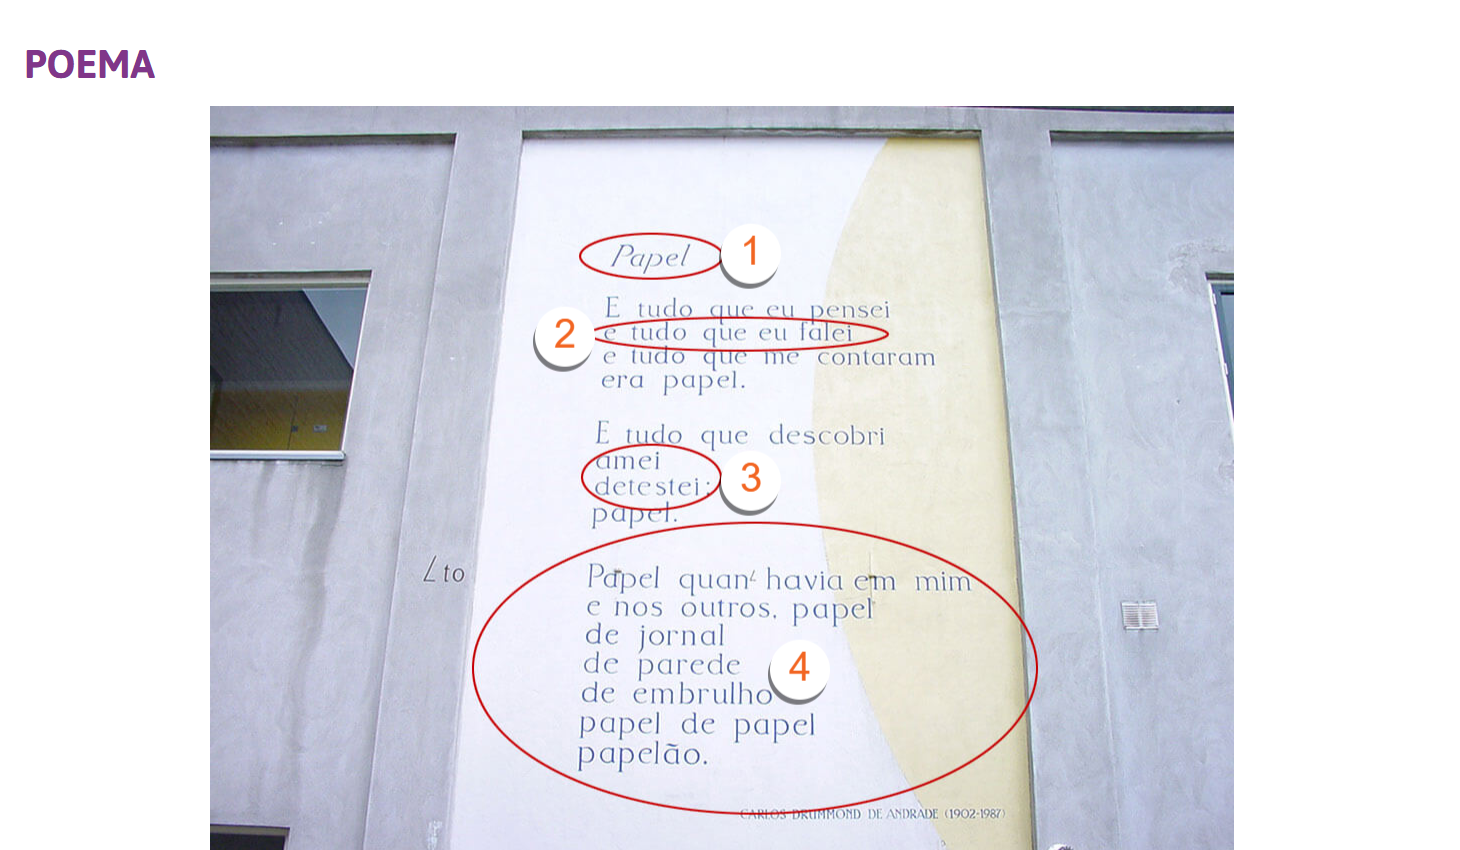 POEMA
Papel
1
E tudo que eu pensei
2
e tudo que eu falei
e tudo que me contaram
era papel.
E tudo que descobri
amei
3
detestei:
papel.
∠to
Papel quan∠ havia em mim
e nos outros, papel
de jornal
de parede
4
de embrulho
papel de papel
papelão.
CARLOS DRUMMOND DE ANDRADE (1902-1987)